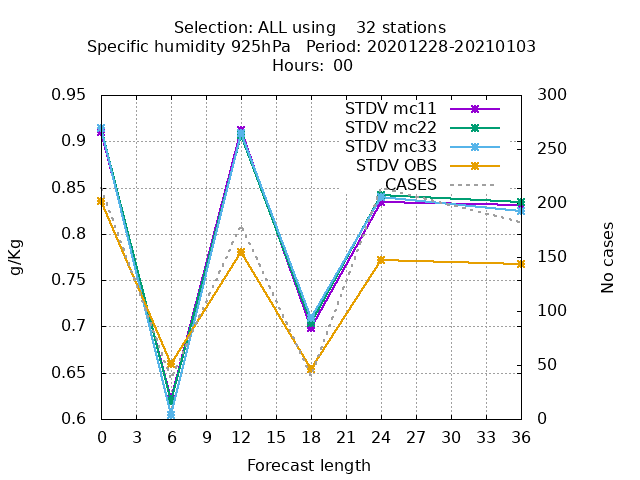 Selection: ALL using    32 stations
Specific humidity 925hPa   Period: 20201228-20210103
Hours:  00
STDV mc11
STDV mc22
STDV mc33
STDV OBS
CASES
0.95
0.9
0.85
0.8
0.75
0.7
0.65
0.6
300
250
200
150
100
50
0
g/Kg
No cases
0 3 6 9 12 15 18 21 24 27 30 33 36
Forecast length